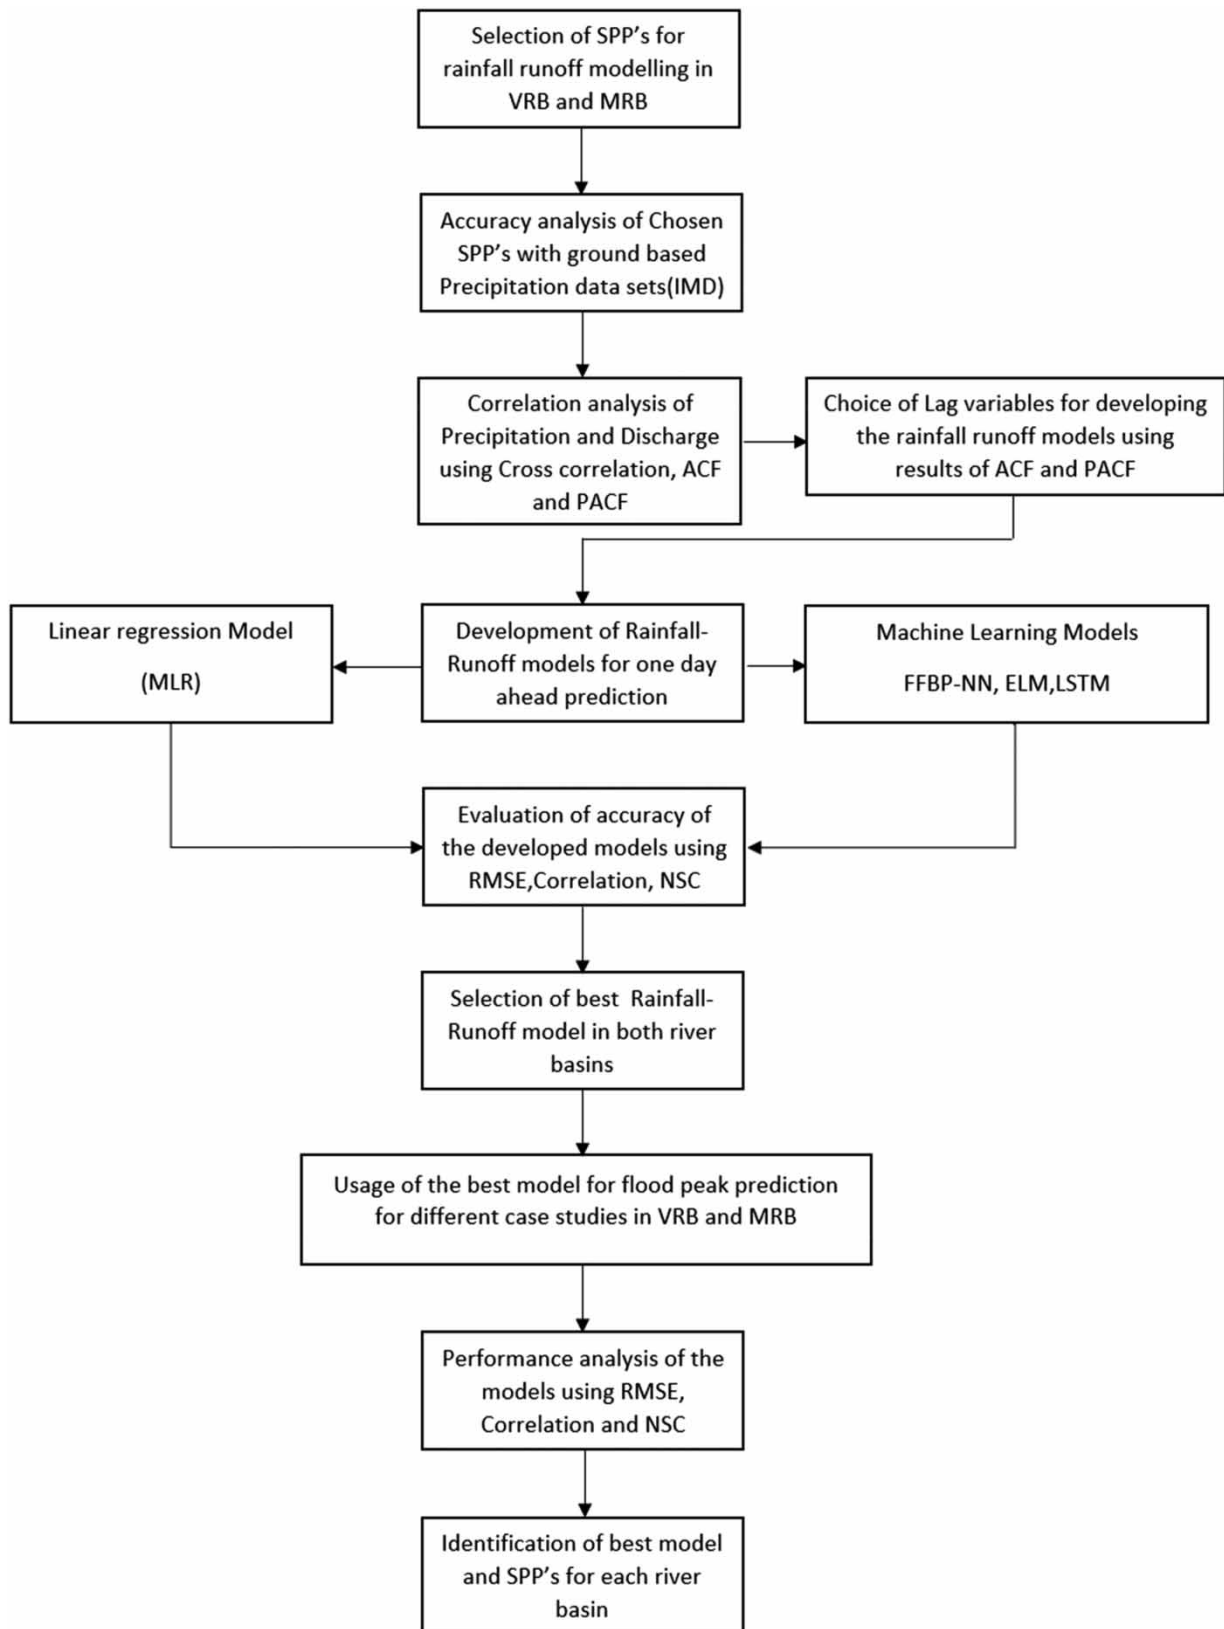 Selection of SPP's for
rainfall runoff modelling in
VRB and MRB
Accuracy analysis of Chosen
SPP's with ground based
Precipitation data sets(IMD)
Correlation analysis of
Precipitation and Discharge
using Cross correlation, ACF
and PACF
Choice of Lag variables for developing
the rainfall runoff models using
results of ACF and PACF
Linear regression Model
(MLR)
Development of Rainfall-
Runoff models for one day
ahead prediction
Machine Learning Models
FFBP-NN, ELM,LSTM
Evaluation of accuracy of
the developed models using
RMSE,Correlation, NSC
Selection of best Rainfall-
Runoff model in both river
basins
Usage of the best model for flood peak prediction
for different case studies in VRB and MRB
Performance analysis of the
models using RMSE,
Correlation and NSC
Identification of best model
and SPP's for each river
basin